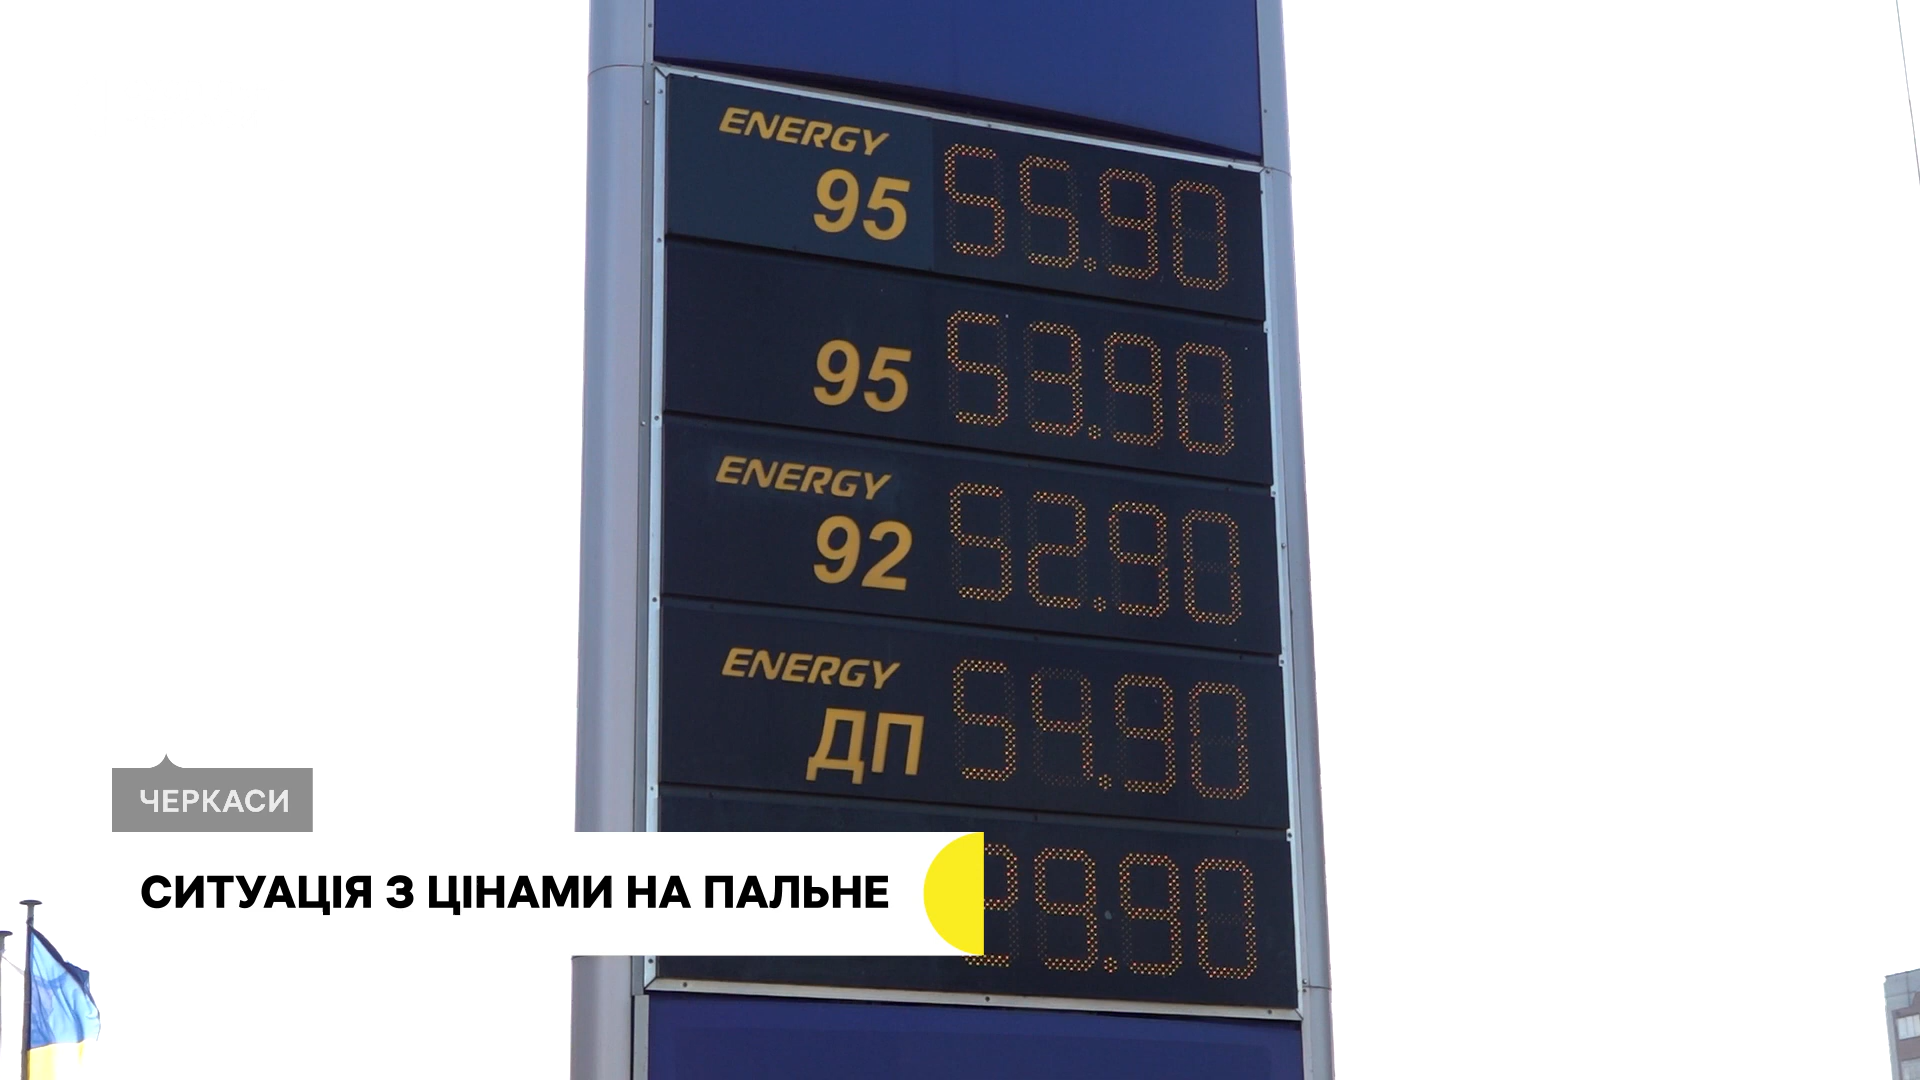 ENERGY
95 55.90
95 53.90
ENERGY
92 52.90
ENERGY
ДП 54.90
9.90
ЧЕРКАСИ
СИТУАЦІЯ З ЦІНАМИ НА ПАЛЬНЕ